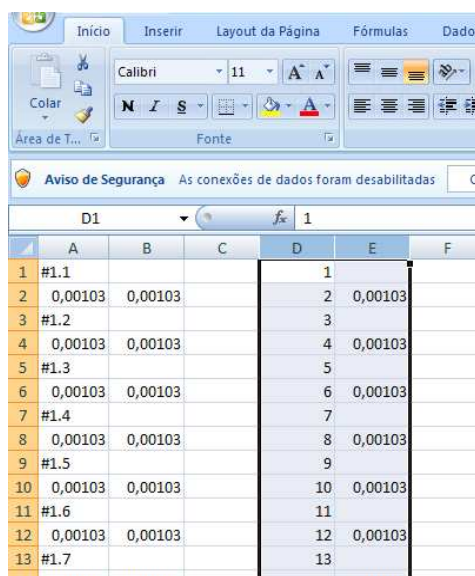 Início Inserir Layout da Página Fórmulas Dado
Calibri 11 A A
Colar N I S A
Área de T... Fonte
Aviso de Segurança As conexões de dados foram desabilitadas
D1 fx 1
A B C D E F
1 #1.1 1
2 0,00103 0,00103 2 0,00103
3 #1.2 3
4 0,00103 0,00103 4 0,00103
5 #1.3 5
6 0,00103 0,00103 6 0,00103
7 #1.4 7
8 0,00103 0,00103 8 0,00103
9 #1.5 9
10 0,00103 0,00103 10 0,00103
11 #1.6 11
12 0,00103 0,00103 12 0,00103
13 #1.7 13